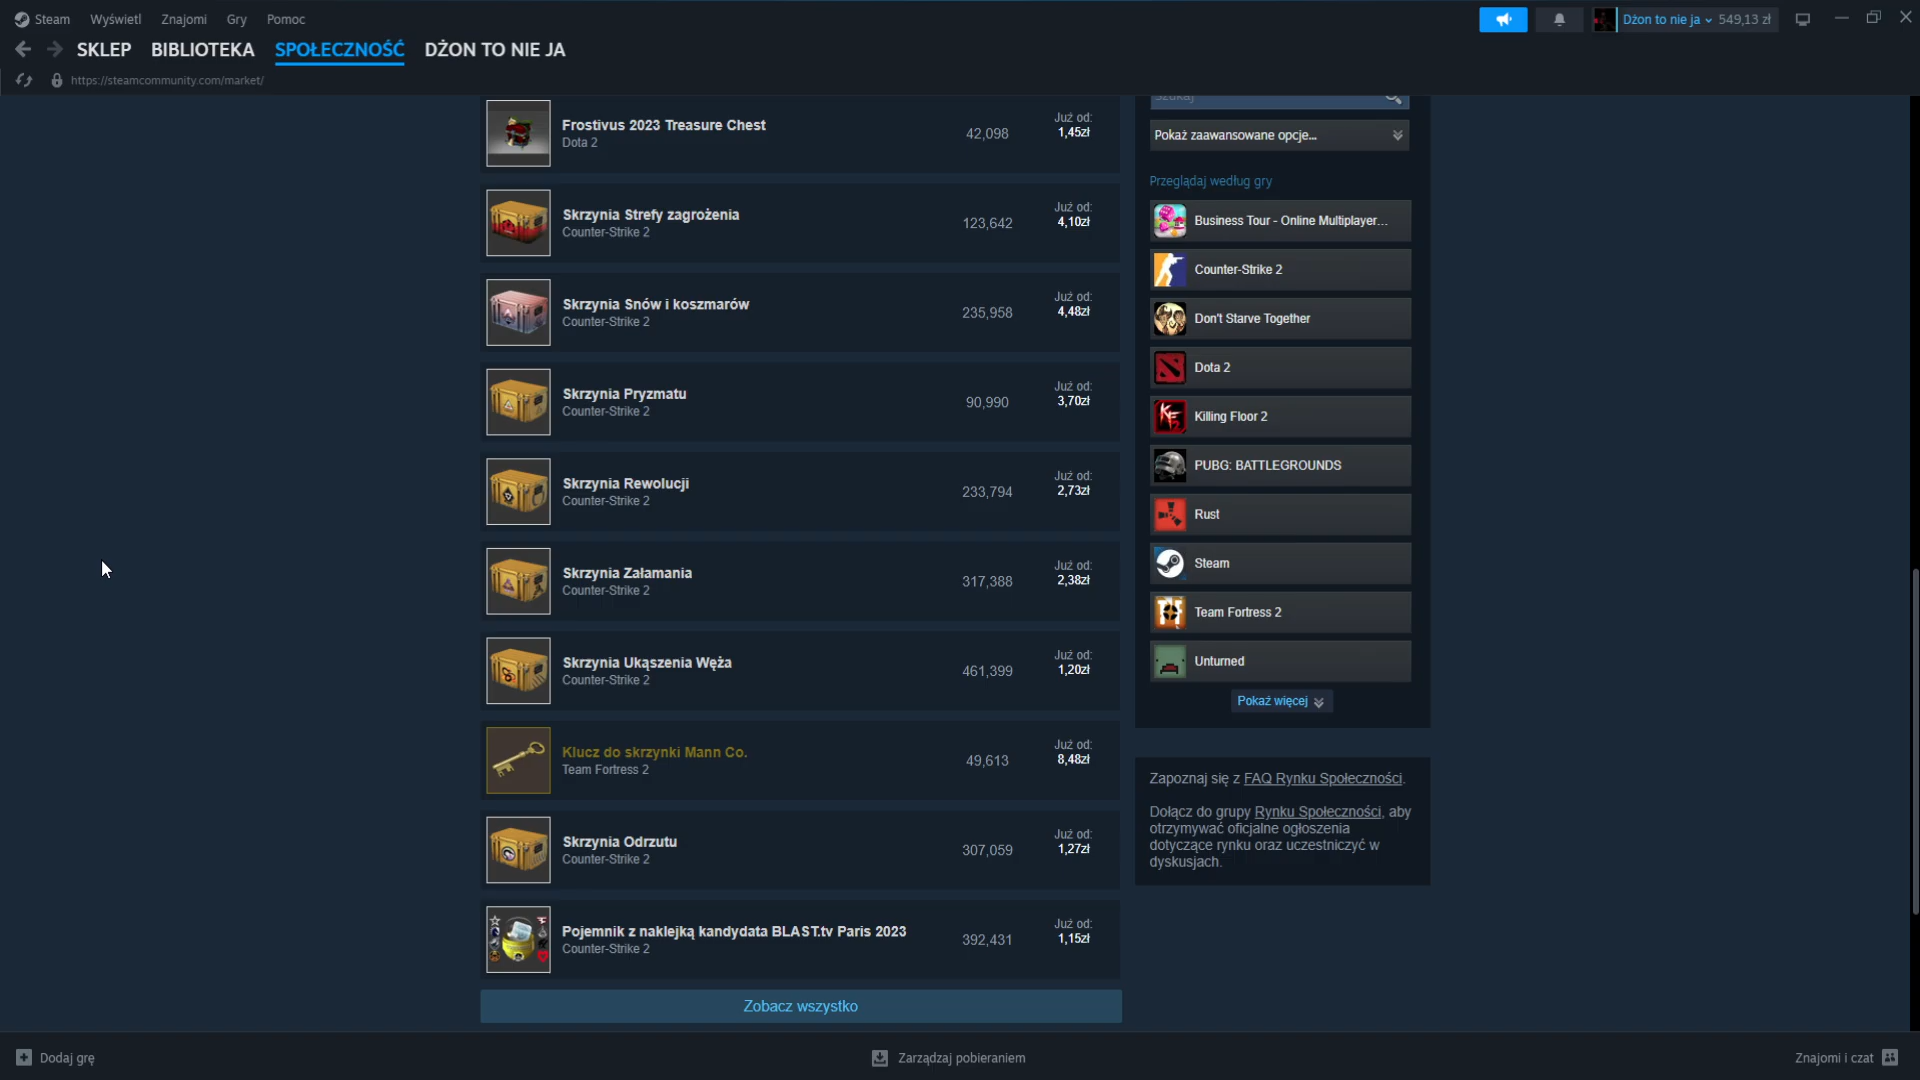 Steam Wyświetl Znajomi Gry Pomoc
Dżon to nie ja 549,13 zł
SKLEP BIBLIOTEKA SPOŁECZNOŚĆ DŻON TO NIE JA
https://steamcommunity.com/market/
Frostivus 2023 Treasure Chest
Dota 2
42,098
Już od:
1,45zł
Skrzynia Strefy zagrożenia
Counter-Strike 2
123,642
Już od:
4,10zł
Skrzynia Snów i koszmarów
Counter-Strike 2
235,958
Już od:
4,48zł
Skrzynia Pryzmatu
Counter-Strike 2
90,990
Już od:
3,70zł
Skrzynia Rewolucji
Counter-Strike 2
233,794
Już od:
2,73zł
Skrzynia Załamania
Counter-Strike 2
317,388
Już od:
2,38zł
Skrzynia Ukąszenia Węża
Counter-Strike 2
461,399
Już od:
1,20zł
Klucz do skrzynki Mann Co.
Team Fortress 2
49,613
Już od:
8,48zł
Skrzynia Odrzutu
Counter-Strike 2
307,059
Już od:
1,27zł
Pojemnik z naklejką kandydata BLAST.tv Paris 2023
Counter-Strike 2
392,431
Już od:
1,15zł
Zobacz wszystko
Szukaj
Pokaż zaawansowane opcje...
Przeglądaj według gry
Business Tour - Online Multiplayer...
Counter-Strike 2
Don't Starve Together
Dota 2
Killing Floor 2
PUBG: BATTLEGROUNDS
Rust
Steam
Team Fortress 2
Unturned
Pokaż więcej
Zapoznaj się z FAQ Rynku Społeczności.
Dołącz do grupy Rynku Społeczności, aby
otrzymywać oficjalne ogłoszenia
dotyczące rynku oraz uczestniczyć w
dyskusjach.
Dodaj grę
Zarządzaj pobieraniem
Znajomi i czat